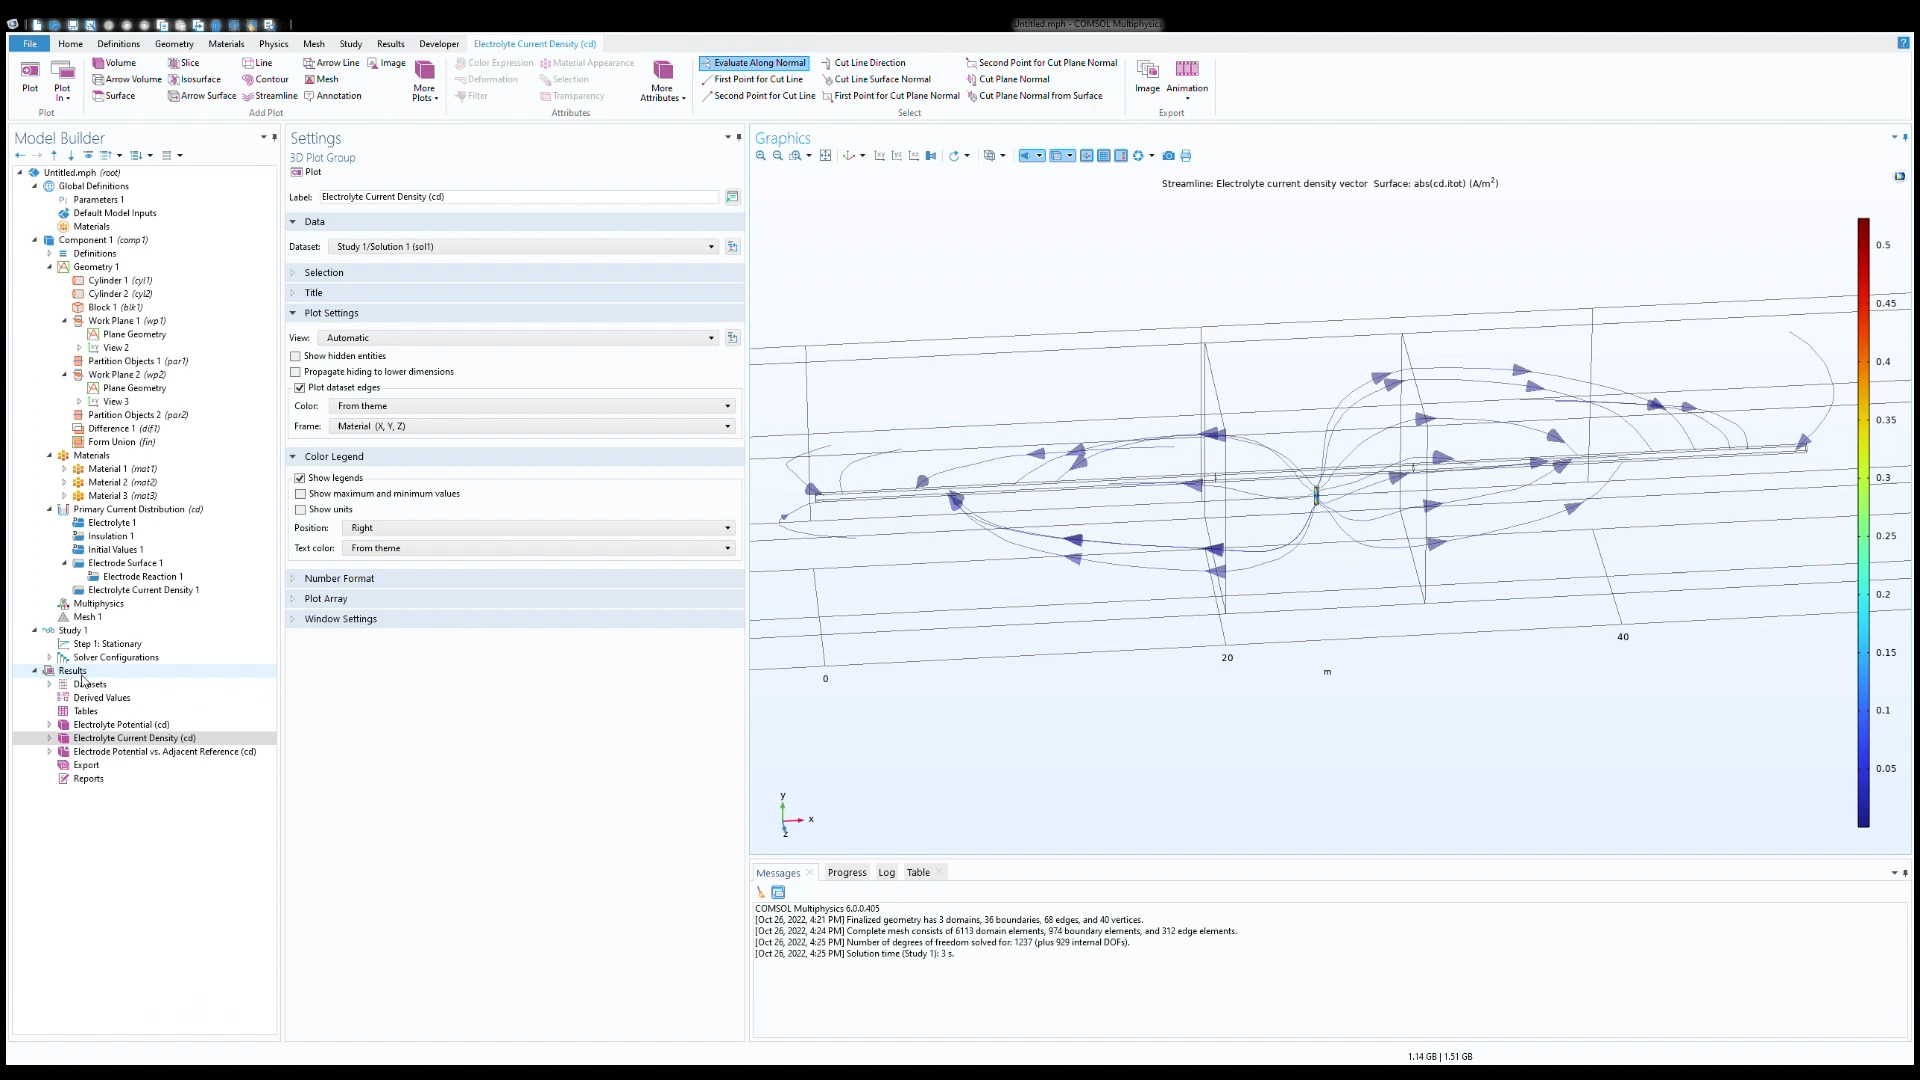 Untitled.mph - COMSOL Multiphysics
File Home Definitions Geometry Materials Physics Mesh Study Results Developer Electrolyte Current Density (cd)
Plot
Plot In
Volume
Arrow Volume
Surface
Slice
Isosurface
Arrow Surface
Line
Contour
Streamline
Arrow Line
Mesh
Annotation
Image
More Plots
Color Expression
Deformation
Filter
Material Appearance
Selection
Transparency
More Attributes
Evaluate Along Normal
First Point for Cut Line
Second Point for Cut Line
Cut Line Direction
Cut Line Surface Normal
First Point for Cut Plane Normal
Second Point for Cut Plane Normal
Cut Plane Normal
Cut Plane Normal from Surface
Image
Animation
Plot Add Plot Attributes Select Export
Model Builder
Untitled.mph (root)
Global Definitions
Parameters 1
Default Model Inputs
Materials
Component 1 (comp1)
Definitions
Geometry 1
Cylinder 1 (cyl1)
Cylinder 2 (cyl2)
Block 1 (blk1)
Work Plane 1 (wp1)
Plane Geometry
View 2
Partition Objects 1 (par1)
Work Plane 2 (wp2)
Plane Geometry
View 3
Partition Objects 2 (par2)
Difference 1 (dif1)
Form Union (fin)
Materials
Material 1 (mat1)
Material 2 (mat2)
Material 3 (mat3)
Primary Current Distribution (cd)
Electrolyte 1
Insulation 1
Initial Values 1
Electrode Surface 1
Electrode Reaction 1
Electrolyte Current Density 1
Multiphysics
Mesh 1
Study 1
Step 1: Stationary
Solver Configurations
Results
Datasets
Derived Values
Tables
Electrolyte Potential (cd)
Electrolyte Current Density (cd)
Electrode Potential vs. Adjacent Reference (cd)
Export
Reports
Settings
3D Plot Group
Plot
Label: Electrolyte Current Density (cd)
Data
Dataset: Study 1/Solution 1 (sol1)
Selection
Title
Plot Settings
View: Automatic
Show hidden entities
Propagate hiding to lower dimensions
Plot dataset edges
Color: From theme
Frame: Material (X, Y, Z)
Color Legend
Show legends
Show maximum and minimum values
Show units
Position: Right
Text color: From theme
Number Format
Plot Array
Window Settings
Graphics
Streamline: Electrolyte current density vector Surface: abs(cd.itot) (A/m²)
0.5
0.45
0.4
0.35
0.3
0.25
0.2
0.15
0.1
0.05
0
20
40
m
y
x
z
Messages Progress Log Table
COMSOL Multiphysics 6.0.0.405
[Oct 26, 2022, 4:21 PM] Finalized geometry has 3 domains, 36 boundaries, 68 edges, and 40 vertices.
[Oct 26, 2022, 4:24 PM] Complete mesh consists of 6113 domain elements, 974 boundary elements, and 312 edge elements.
[Oct 26, 2022, 4:25 PM] Number of degrees of freedom solved for: 1237 (plus 929 internal DOFs).
[Oct 26, 2022, 4:25 PM] Solution time (Study 1): 3 s.
1.14 GB | 1.51 GB